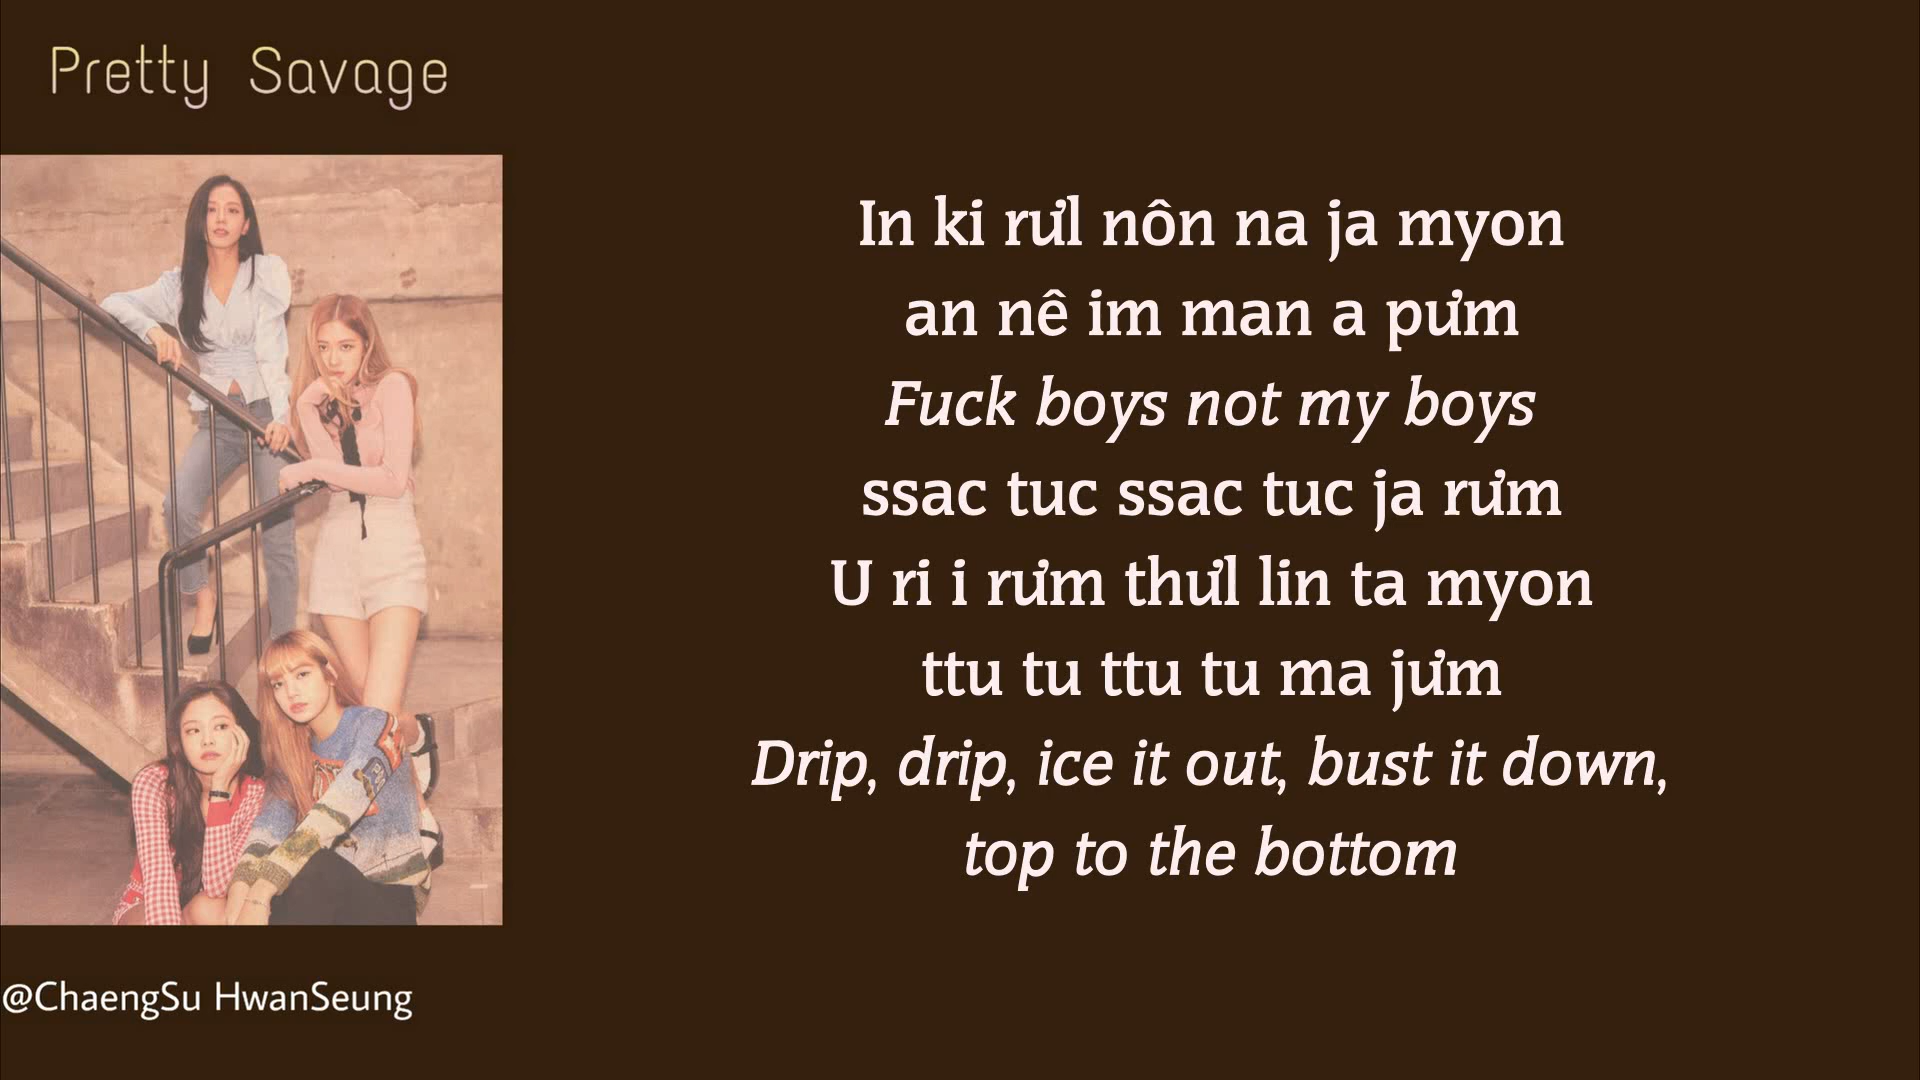 Pretty Savage
In ki rưl nôn na ja myon
an nê im man a pưm
Fuck boys not my boys
ssac tuc ssac tuc ja rưm
U ri i rưm thưl lin ta myon
ttu tu ttu tu ma jưm
Drip, drip, ice it out, bust it down,
top to the bottom
@ChaengSu HwanSeung